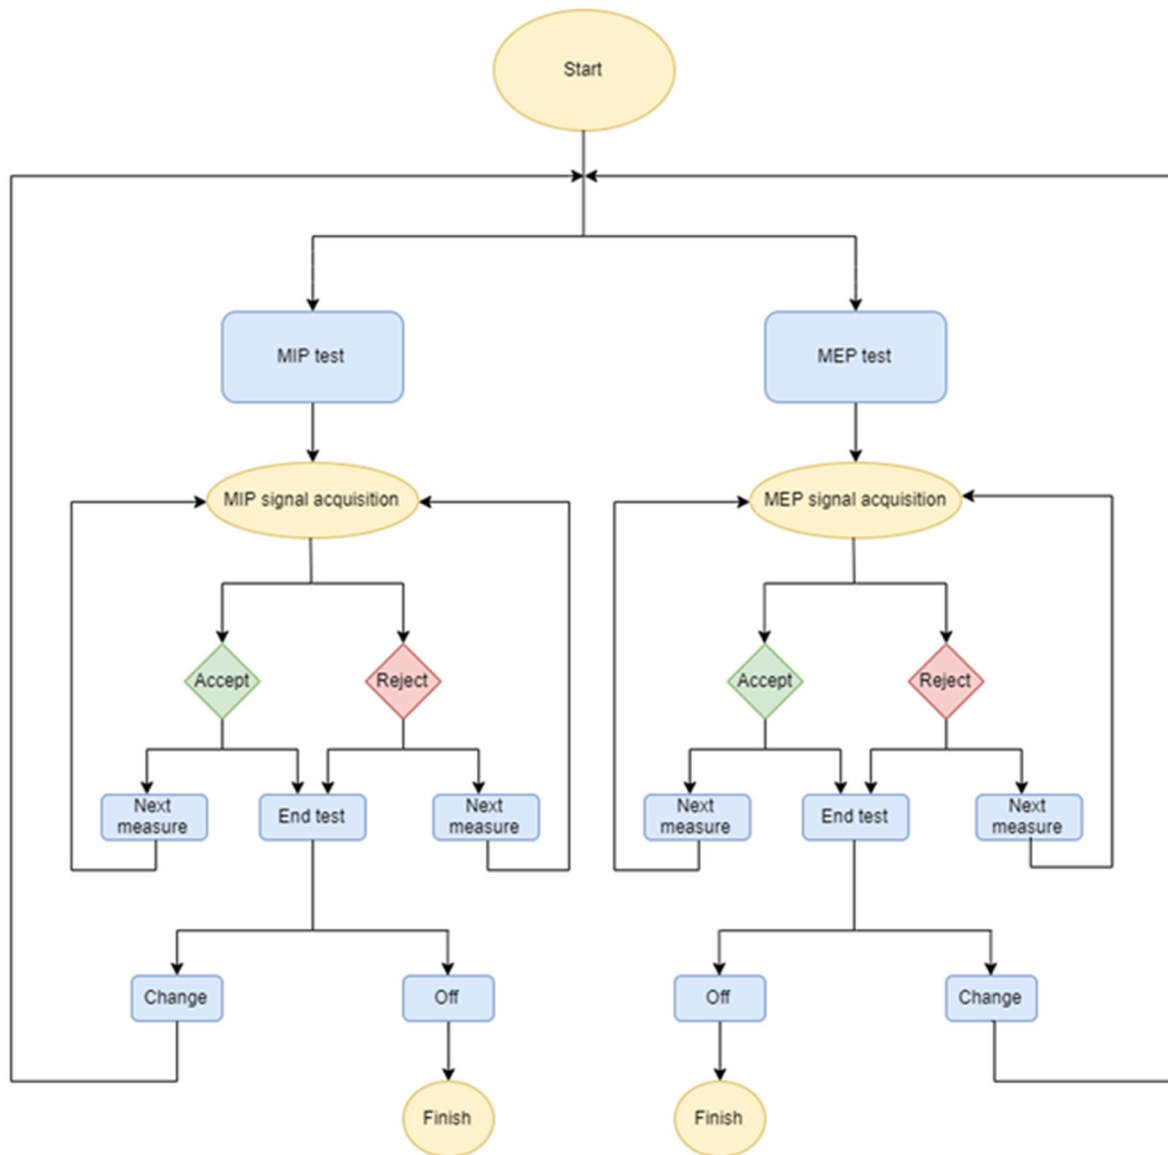 Start
MIP test
MEP test
MIP signal acquisition
MEP signal acquisition
Accept
Reject
Accept
Reject
Next
measure
End test
Next
measure
Next
measure
End test
Next
measure
Change
Off
Off
Change
Finish
Finish